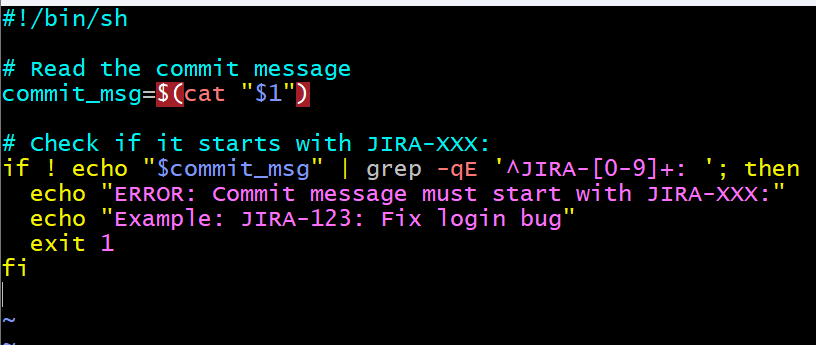 #!/bin/sh

# Read the commit message
commit_msg=$(cat "$1")

# Check if it starts with JIRA-XXX:
if ! echo "$commit_msg" | grep -qE '^JIRA-[0-9]+: '; then
  echo "ERROR: Commit message must start with JIRA-XXX:"
  echo "Example: JIRA-123: Fix login bug"
  exit 1
fi

~
~